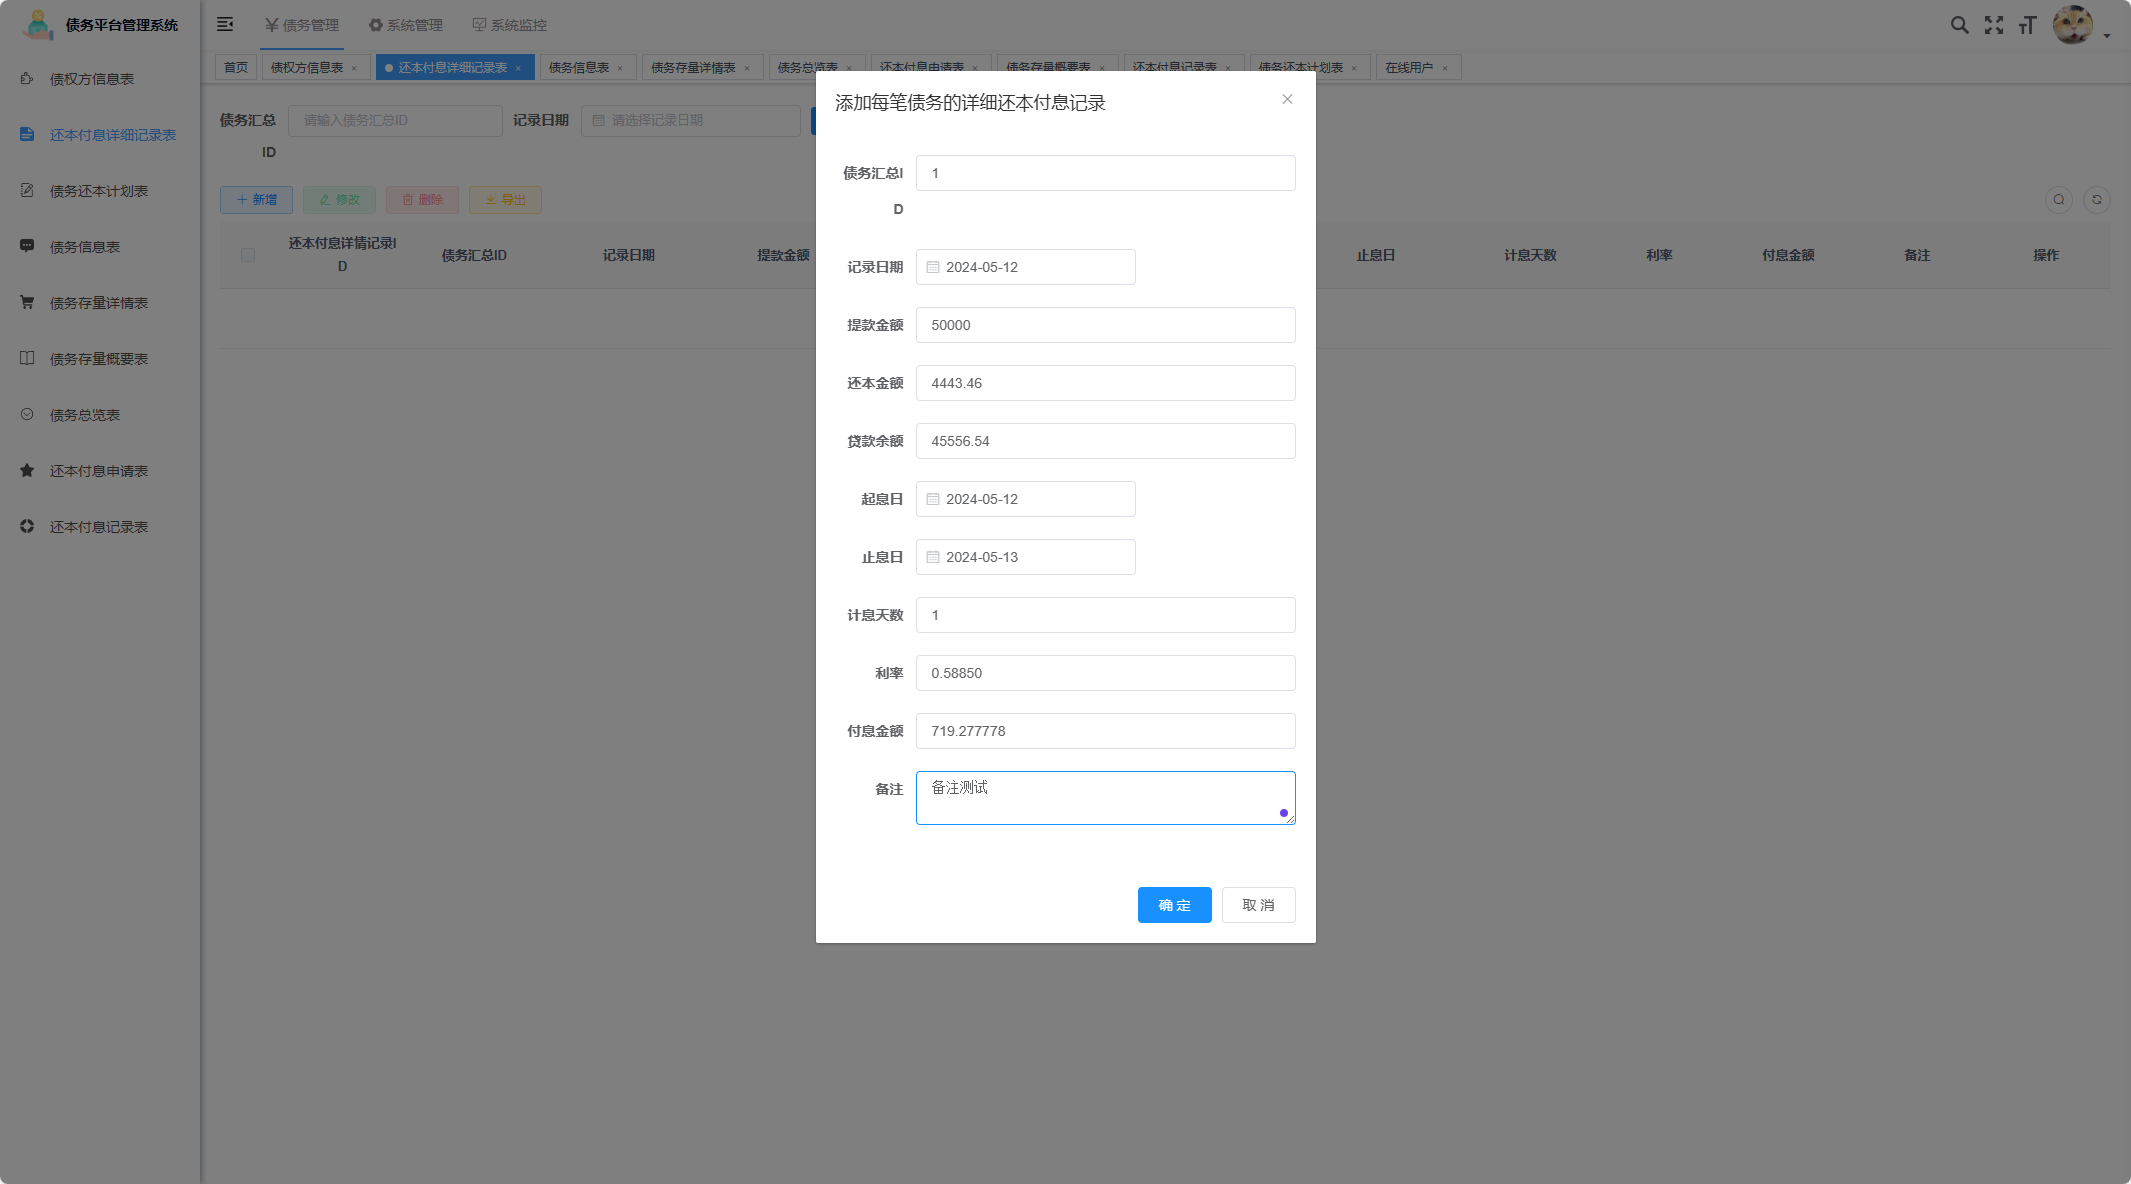 债务平台管理系统
债务管理
系统管理
系统监控
首页
债权方信息表
还本付息详细记录表
债务信息表
债务存量详情表
债务总览表
还本付息申请表
债务存量概要表
还本付息记录表
债务还本计划表
在线用户
债权方信息表
还本付息详细记录表
债务还本计划表
债务信息表
债务存量详情表
债务存量概要表
债务总览表
还本付息申请表
还本付息记录表
债务汇总
ID
请输入债务汇总ID
记录日期
请选择记录日期
新增
修改
删除
导出
还本付息详情记录I
D
债务汇总ID
记录日期
提款金额
止息日
计息天数
利率
付息金额
备注
操作
添加每笔债务的详细还本付息记录
债务汇总I
D
1
记录日期
2024-05-12
提款金额
50000
还本金额
4443.46
贷款余额
45556.54
起息日
2024-05-12
止息日
2024-05-13
计息天数
1
利率
0.58850
付息金额
719.277778
备注
备注测试
确 定
取 消